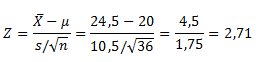 Z = (X̄ − μ)/(s/√n) = (24,5 − 20)/(10,5/√36) = 4,5/1,75 = 2,71